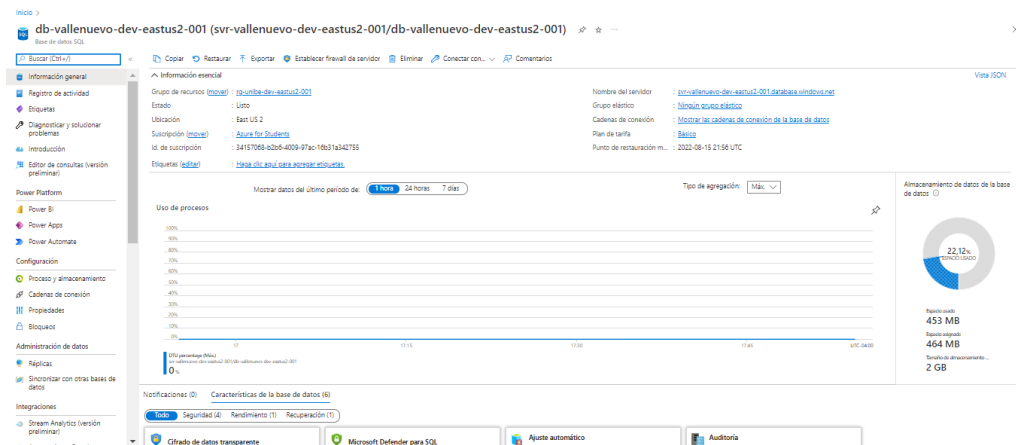 Inicio >
db-vallenuevo-dev-eastus2-001 (svr-vallenuevo-dev-eastus2-001/db-vallenuevo-dev-eastus2-001)
Base de datos SQL
Buscar (Ctrl+/)
Copiar Restaurar Exportar Establecer firewall de servidor Eliminar Conectar con... Comentarios
Información general
Registro de actividad
Etiquetas
Diagnosticar y solucionar problemas
Introducción
Editor de consultas (versión preliminar)
Power Platform
Power BI
Power Apps
Power Automate
Configuración
Proceso y almacenamiento
Cadenas de conexión
Propiedades
Bloqueos
Administración de datos
Réplicas
Sincronizar con otras bases de datos
Integraciones
Stream Analytics (versión preliminar)
Información esencial
Vista JSON
Grupo de recursos (mover) : rg-unibe-dev-eastus2-001
Estado : Listo
Ubicación : East US 2
Suscripción (mover) : Azure for Students
Id. de suscripción : 34157068-b2b6-4009-97ac-16b31a342755
Etiquetas (editar) : Haga clic aquí para agregar etiquetas.
Nombre del servidor : svr-vallenuevo-dev-eastus2-001.database.windows.net
Grupo elástico : Ningún grupo elástico
Cadenas de conexión : Mostrar las cadenas de conexión de la base de datos
Plan de tarifa : Básico
Punto de restauración m... : 2022-08-15 21:56 UTC
Mostrar datos del último período de: 1 hora 24 horas 7 días
Tipo de agregación: Máx.
Uso de procesos
100%
90%
80%
70%
60%
50%
40%
30%
20%
10%
0%
17 17:15 17:30 17:45 UTC-04:00
DTU percentage (Máx.)
svr-vallenuevo-dev-eastus2-001/db-vallenuevo-dev-eastus2-001
0 %
Almacenamiento de datos de la base de datos
22,12%
ESPACIO USADO
Espacio usado
453 MB
Espacio asignado
464 MB
Tamaño de almacenamiento ...
2 GB
Notificaciones (0) Características de la base de datos (6)
Todo Seguridad (4) Rendimiento (1) Recuperación (1)
Cifrado de datos transparente
Microsoft Defender para SQL
Ajuste automático
Auditoría